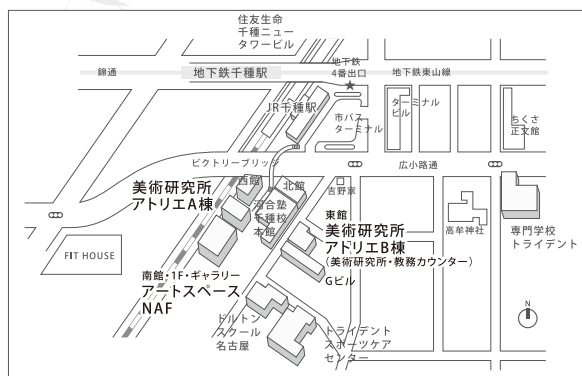 住友生命
千種ニュー
タワービル
地下鉄
4番出口
錦通
地下鉄千種駅
地下鉄東山線
JR千種駅
市バス
ターミナル
ターミナル
ビル
ちくさ
正文館
ビクトリーブリッジ
広小路通
美術研究所
アトリエA棟
西館
北館
吉野家
河合塾
千種校
本館
東館
美術研究所
アトリエB棟
(美術研究所・教務カウンター)
高牟神社
専門学校
トライデント
FIT HOUSE
南館・1F・ギャラリー
アートスペース
NAF
Gビル
ドルトン
スクール
名古屋
トライデント
スポーツケア
センター
N